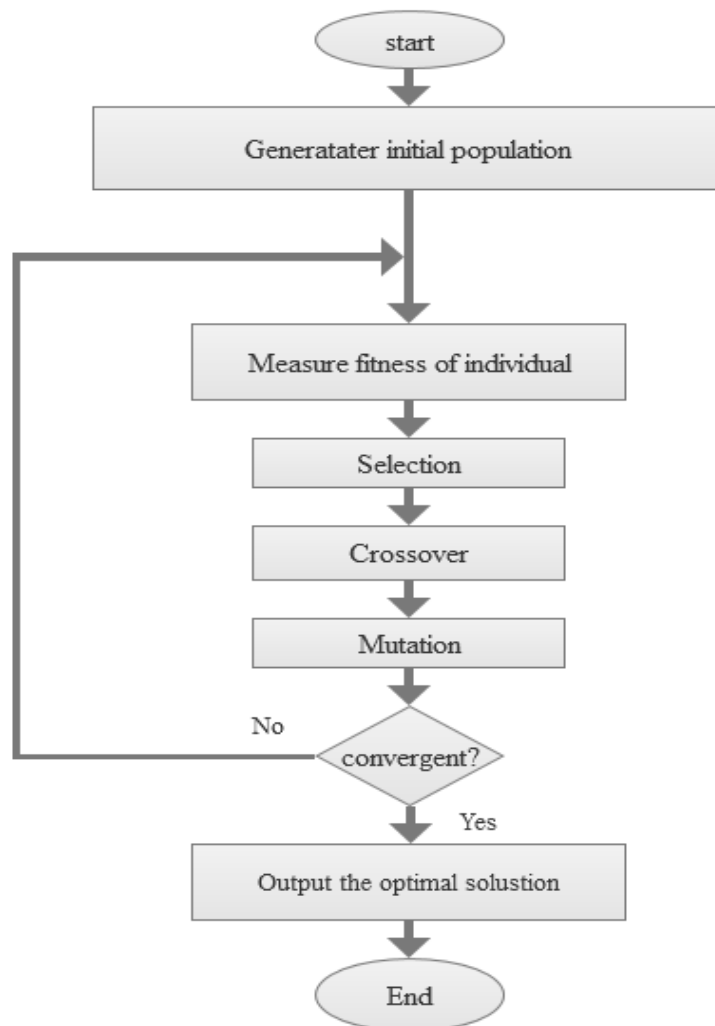 start
Generatater initial population
Measure fitness of individual
Selection
Crossover
Mutation
No
convergent?
Yes
Output the optimal solustion
End